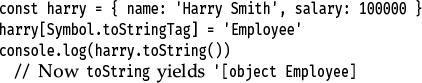 const harry = { name: 'Harry Smith', salary: 100000 }
harry[Symbol.toStringTag] = 'Employee'
console.log(harry.toString())
// Now toString yields '[object Employee]